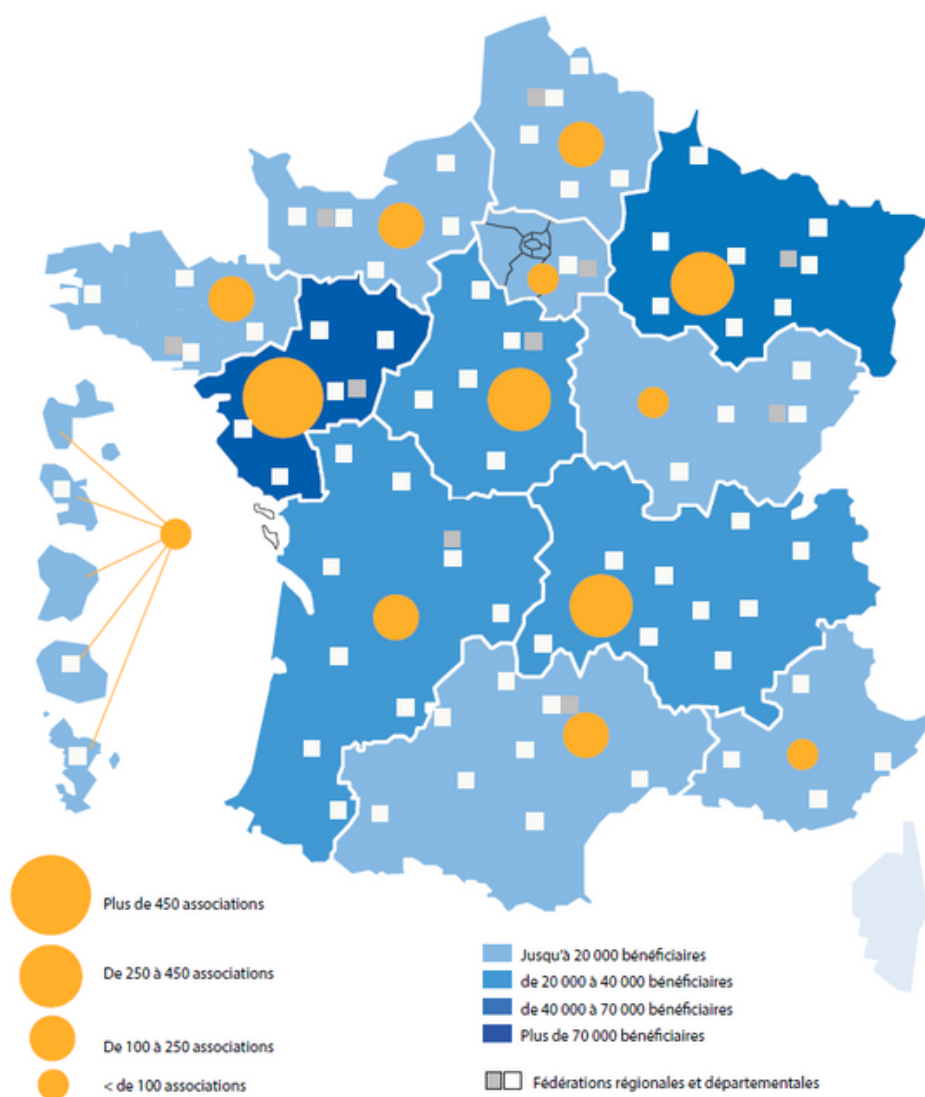 Plus de 450 associations
De 250 à 450 associations
De 100 à 250 associations
< de 100 associations
Jusqu'à 20 000 bénéficiaires
de 20 000 à 40 000 bénéficiaires
de 40 000 à 70 000 bénéficiaires
Plus de 70 000 bénéficiaires
Fédérations régionales et départementales